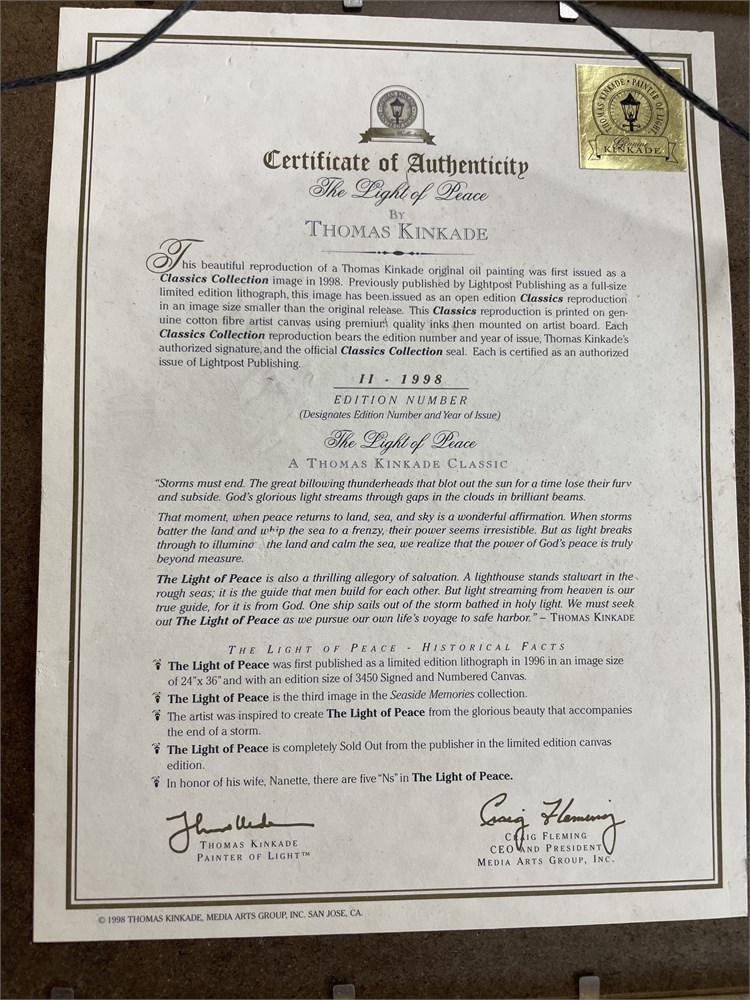 THOMAS KINKADE • PAINTER OF LIGHT
KINKADE
Certificate of Authenticity
The Light of Peace
BY
THOMAS KINKADE
This beautiful reproduction of a Thomas Kinkade original oil painting was first issued as a
Classics Collection image in 1998. Previously published by Lightpost Publishing as a full-size
limited edition lithograph, this image has been issued as an open edition Classics reproduction
in an image size smaller than the original release. This Classics reproduction is printed on gen-
uine cotton fibre artist canvas using premium quality inks then mounted on artist board. Each
Classics Collection reproduction bears the edition number and year of issue, Thomas Kinkade's
authorized signature, and the official Classics Collection seal. Each is certified as an authorized
issue of Lightpost Publishing.
II - 1998
EDITION NUMBER
(Designates Edition Number and Year of Issue)
The Light of Peace
A THOMAS KINKADE CLASSIC
"Storms must end. The great billowing thunderheads that blot out the sun for a time lose their fury
and subside. God's glorious light streams through gaps in the clouds in brilliant beams.
That moment, when peace returns to land, sea, and sky is a wonderful affirmation. When storms
batter the land and whip the sea to a frenzy, their power seems irresistible. But as light breaks
through to illumine the land and calm the sea, we realize that the power of God's peace is truly
beyond measure.
The Light of Peace is also a thrilling allegory of salvation. A lighthouse stands stalwart in the
rough seas; it is the guide that men build for each other. But light streaming from heaven is our
true guide, for it is from God. One ship sails out of the storm bathed in holy light. We must seek
out The Light of Peace as we pursue our own life's voyage to safe harbor." – THOMAS KINKADE
THE LIGHT OF PEACE - HISTORICAL FACTS
The Light of Peace was first published as a limited edition lithograph in 1996 in an image size
of 24"x 36" and with an edition size of 3450 Signed and Numbered Canvas.
The Light of Peace is the third image in the Seaside Memories collection.
The artist was inspired to create The Light of Peace from the glorious beauty that accompanies
the end of a storm.
The Light of Peace is completely Sold Out from the publisher in the limited edition canvas
edition.
In honor of his wife, Nanette, there are five "Ns" in The Light of Peace.
THOMAS KINKADE
PAINTER OF LIGHT™
Craig Fleming
CRAIG FLEMING
CEO AND PRESIDENT
MEDIA ARTS GROUP, INC.
© 1998 THOMAS KINKADE, MEDIA ARTS GROUP, INC. SAN JOSE, CA.